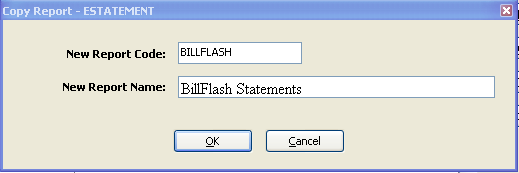 Copy Report - ESTATEMENT
New Report Code: BILLFLASH
New Report Name: BillFlash Statements
OK Cancel